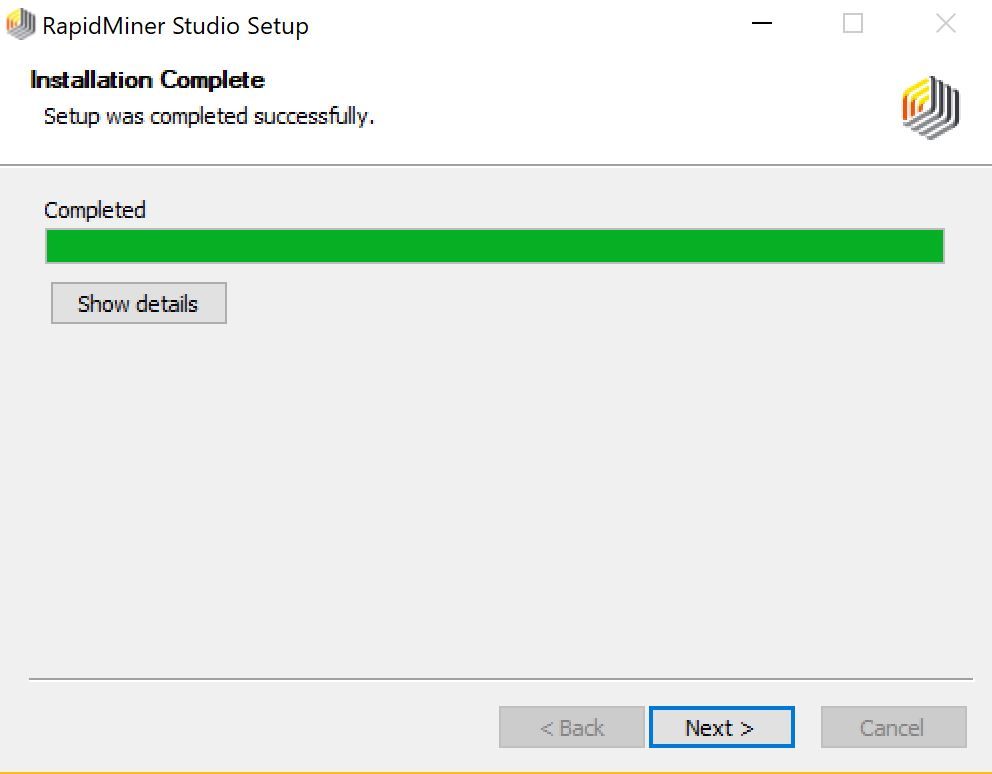 RapidMiner Studio Setup
Installation Complete
Setup was completed successfully.
Completed
Show details
< Back
Next >
Cancel